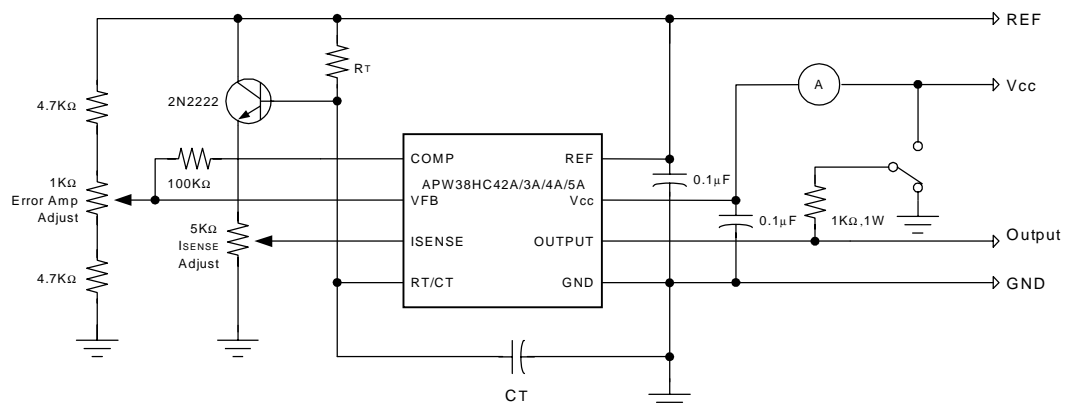 REF
RT
A
Vcc
4.7KΩ
2N2222
COMP
REF
100KΩ
APW38HC42A/3A/4A/5A
0.1µF
1KΩ
Error Amp
Adjust
VFB
Vcc
0.1µF
1KΩ,1W
5KΩ
ISENSE
Adjust
ISENSE
OUTPUT
Output
4.7KΩ
RT/CT
GND
GND
CT